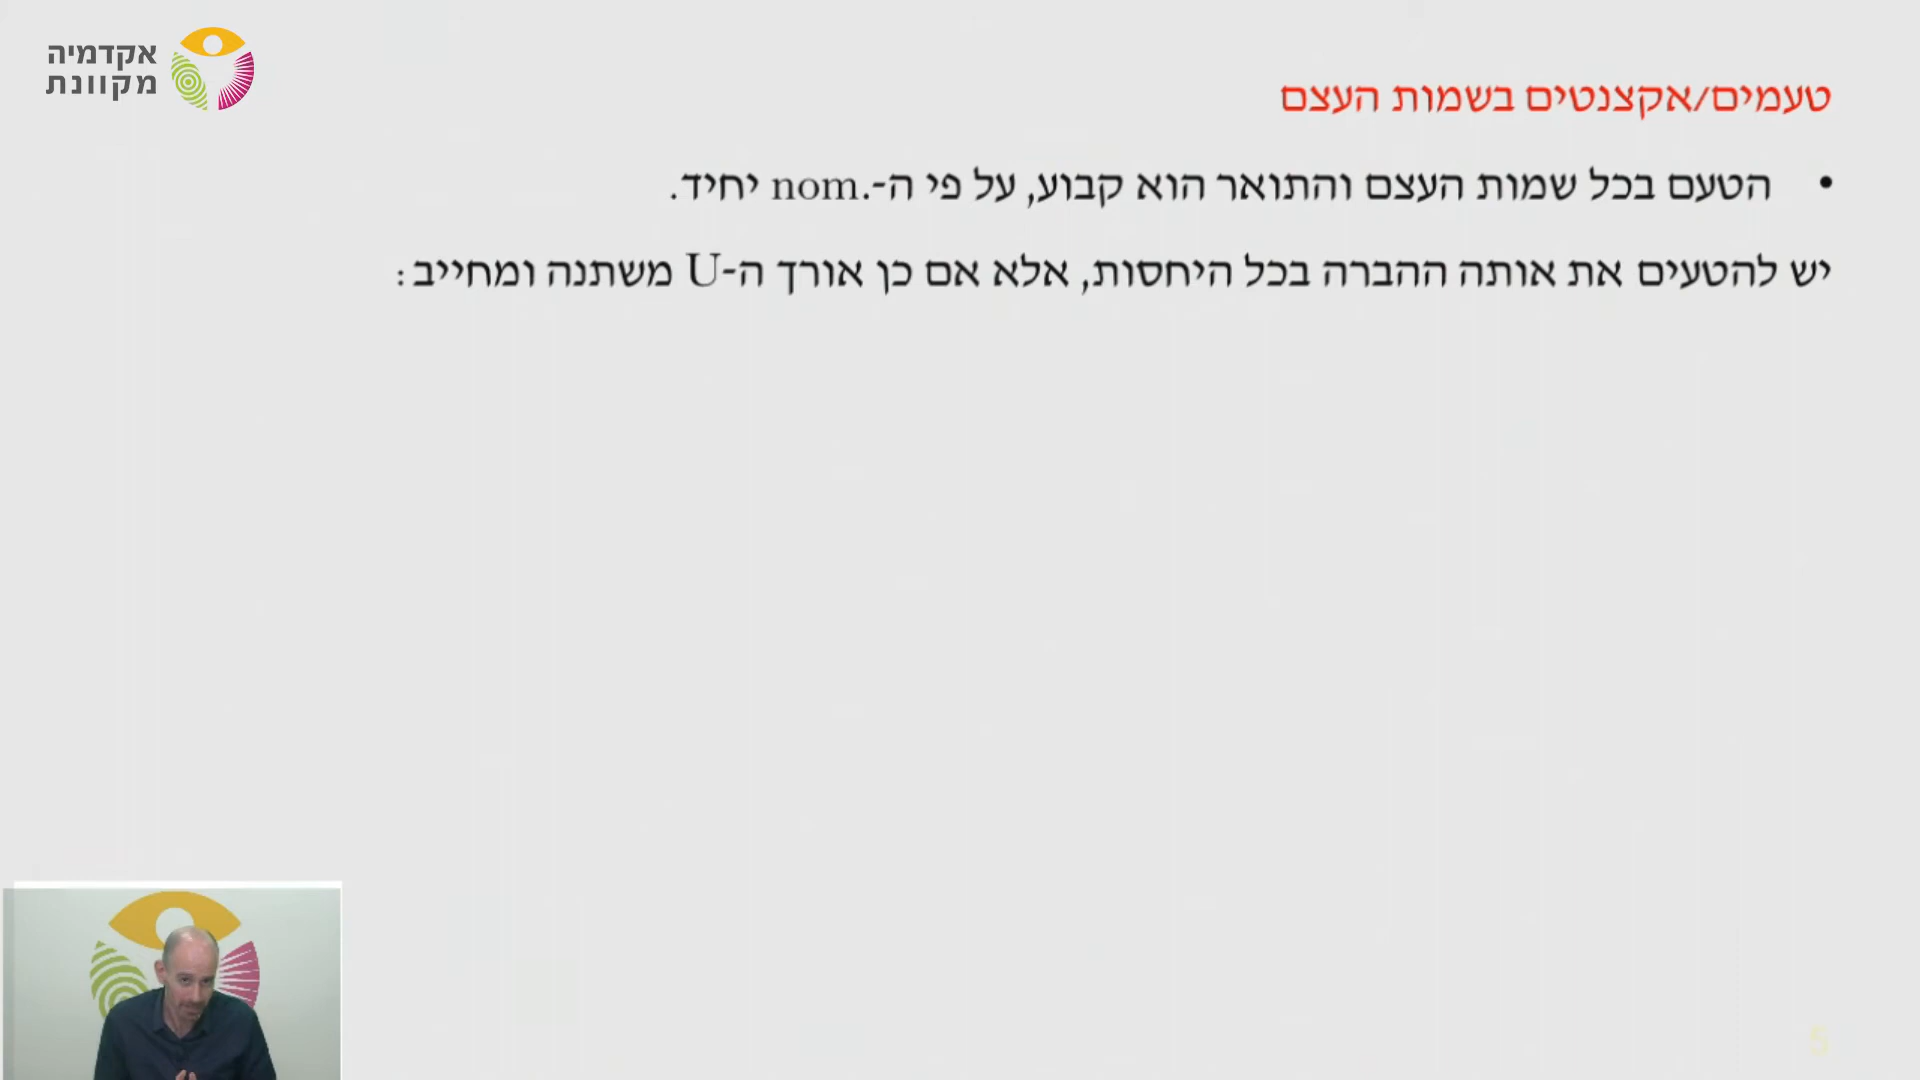 אקדמיה
מקוונת
טעמים/אקצנטים בשמות העצם
• הטעם בכל שמות העצם והתואר הוא קבוע, על פי ה-.nom יחיד.
יש להטעים את אותה ההברה בכל היחסות, אלא אם כן אורך ה-U משתנה ומחייב:
5